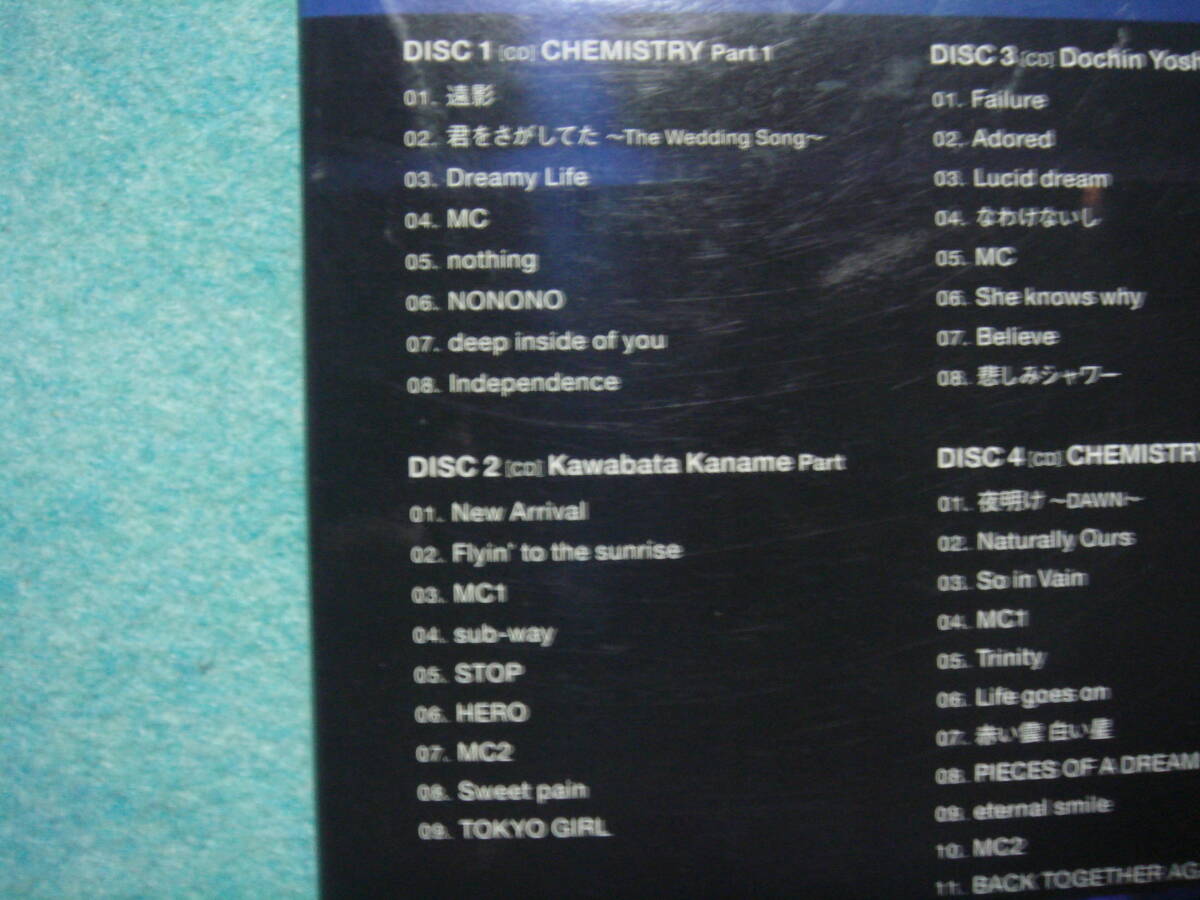 DISC 1 [CD] CHEMISTRY Part 1
01. 遠影
02. 君をさがしてた ～The Wedding Song～
03. Dreamy Life
04. MC
05. nothing
06. NONONO
07. deep inside of you
08. Independence
DISC 2 [CD] Kawabata Kaname Part
01. New Arrival
02. Flyin' to the sunrise
03. MC1
04. sub-way
05. STOP
06. HERO
07. MC2
08. Sweet pain
09. TOKYO GIRL
DISC 3 [CD] Dochin Yosh
01. Failure
02. Adored
03. Lucid dream
04. なわけないし
05. MC
06. She knows why
07. Believe
08. 悲しみシャワー
DISC 4 [CD] CHEMISTRY
01. 夜明け ～DAWN～
02. Naturally Ours
03. So in Vain
04. MC1
05. Trinity
06. Life goes on
07. 赤い雲 白い星
08. PIECES OF A DREAM
09. eternal smile
10. MC2
11. BACK TOGETHER AGA